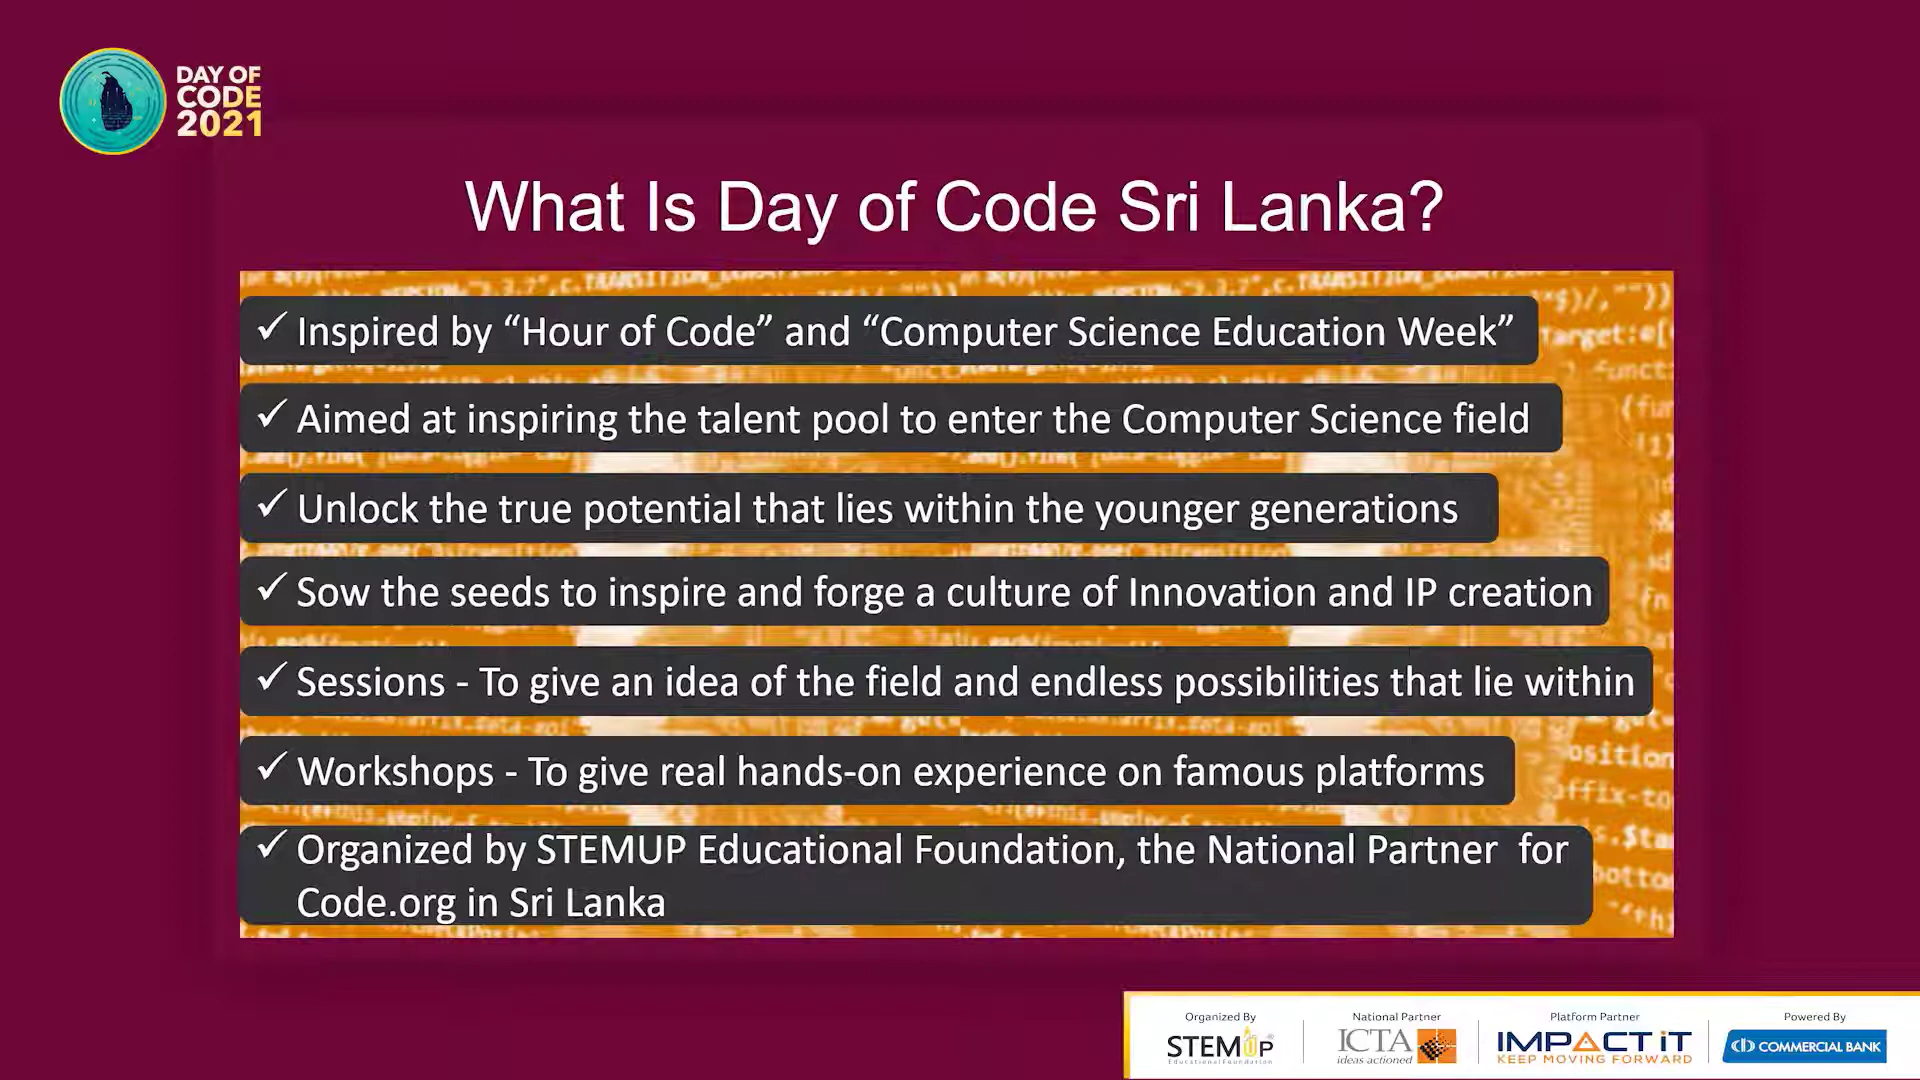 DAY OF
CODE
2021
What Is Day of Code Sri Lanka?
✓ Inspired by “Hour of Code” and “Computer Science Education Week”
✓ Aimed at inspiring the talent pool to enter the Computer Science field
✓ Unlock the true potential that lies within the younger generations
✓ Sow the seeds to inspire and forge a culture of Innovation and IP creation
✓ Sessions - To give an idea of the field and endless possibilities that lie within
✓ Workshops - To give real hands-on experience on famous platforms
✓ Organized by STEMUP Educational Foundation, the National Partner for
Code.org in Sri Lanka
Organized By
STEMUP
Educational Foundation
National Partner
ICTA
ideas actioned
Platform Partner
IMPACTiT
KEEP MOVING FORWARD
Powered By
COMMERCIAL BANK